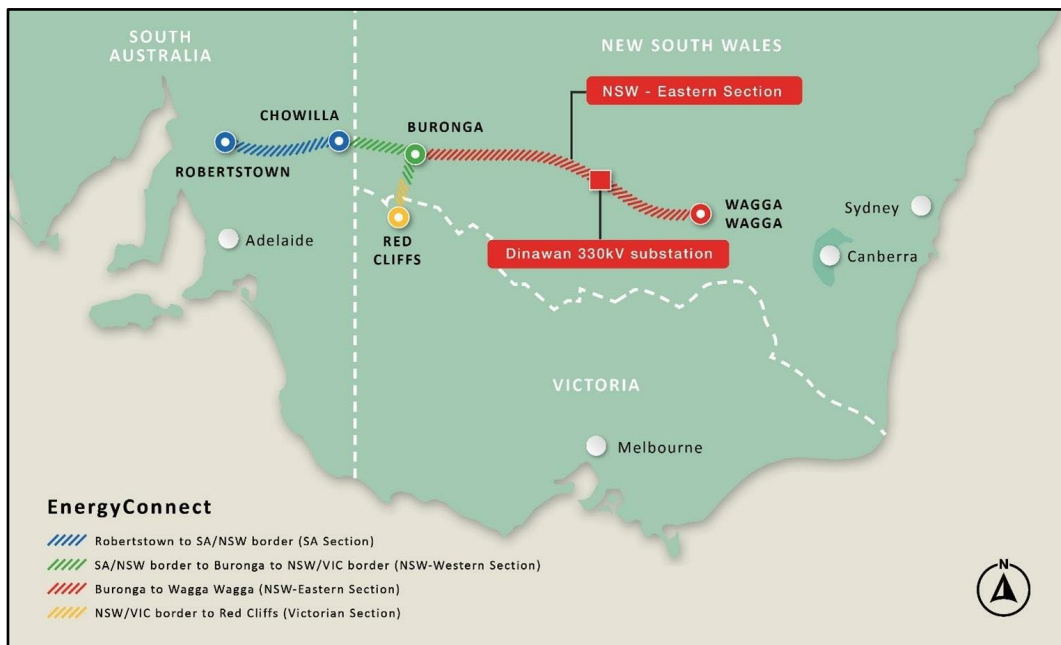 SOUTH
AUSTRALIA
NEW SOUTH WALES
NSW - Eastern Section
CHOWILLA
BURONGA
ROBERTSTOWN
WAGGA
WAGGA
Sydney
RED
CLIFFS
Adelaide
Dinawan 330kV substation
Canberra
VICTORIA
Melbourne
EnergyConnect
Robertstown to SA/NSW border (SA Section)
SA/NSW border to Buronga to NSW/VIC border (NSW-Western Section)
Buronga to Wagga Wagga (NSW-Eastern Section)
NSW/VIC border to Red Cliffs (Victorian Section)
N